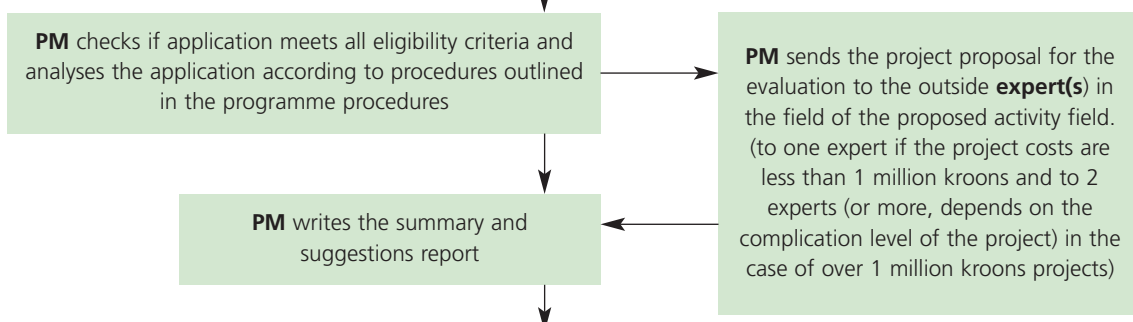 PM checks if application meets all eligibility criteria and
analyses the application according to procedures outlined
in the programme procedures
PM sends the project proposal for the
evaluation to the outside expert(s) in
the field of the proposed activity field.
(to one expert if the project costs are
less than 1 million kroons and to 2
experts (or more, depends on the
complication level of the project) in the
case of over 1 million kroons projects)
PM writes the summary and
suggestions report